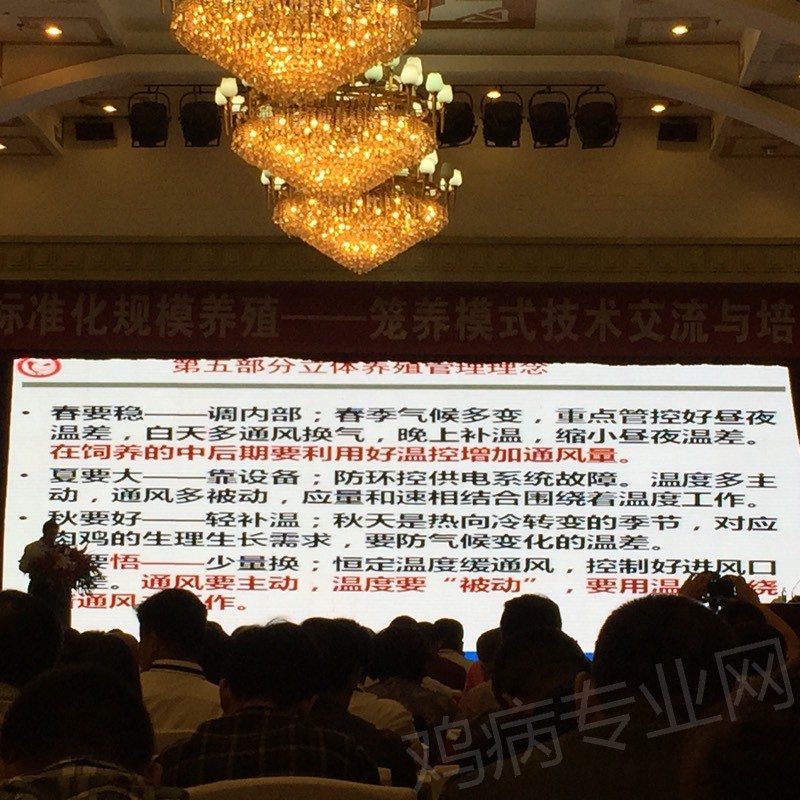 标准化规模养殖——笼养模式技术交流与培
第五部分立体养殖管理理念
• 春要稳——调内部；春季气候多变，重点管控好昼夜
温差，白天多通风换气，晚上补温，缩小昼夜温差。
在饲养的中后期要利用好温控增加通风量。
• 夏要大——靠设备；防环控供电系统故障。温度多主
动，通风多被动，应量和速相结合围绕着温度工作。
• 秋要好——轻补温；秋天是热向冷转变的季节，对应
肉鸡的生理生长需求，要防气候变化的温差。
要悟——少量换；恒定温度缓通风，控制好进风口
差。通风要主动，温度要“被动”，要用温 绕
通风 作。
鸡病专业网